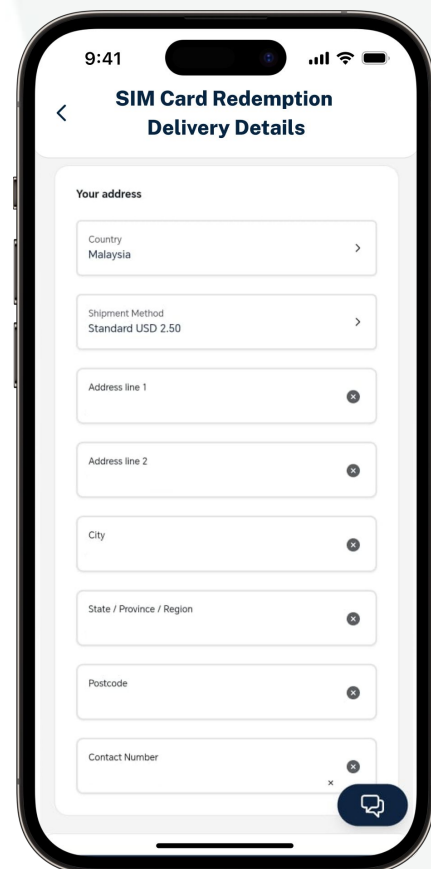 9:41
SIM Card Redemption
Delivery Details
Your address
Country
Malaysia
Shipment Method
Standard USD 2.50
Address line 1
Address line 2
City
State / Province / Region
Postcode
Contact Number